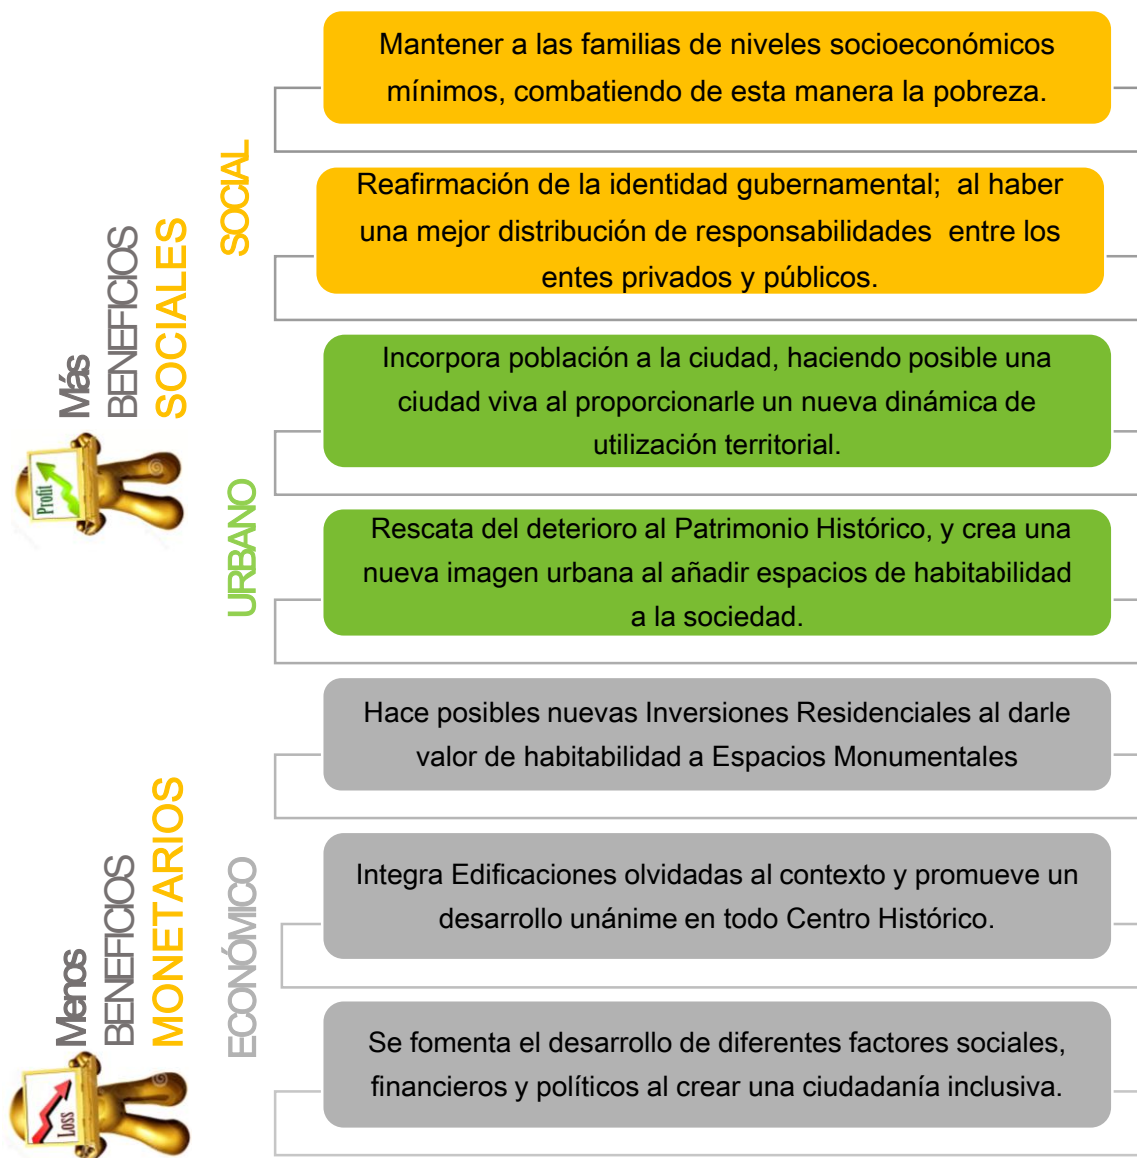 Más
BENEFICIOS
SOCIALES
Profit
SOCIAL
Mantener a las familias de niveles socioeconómicos
mínimos, combatiendo de esta manera la pobreza.
Reafirmación de la identidad gubernamental; al haber
una mejor distribución de responsabilidades entre los
entes privados y públicos.
URBANO
Incorpora población a la ciudad, haciendo posible una
ciudad viva al proporcionarle un nueva dinámica de
utilización territorial.
Rescata del deterioro al Patrimonio Histórico, y crea una
nueva imagen urbana al añadir espacios de habitabilidad
a la sociedad.
Menos
BENEFICIOS
MONETARIOS
Loss
ECONÓMICO
Hace posibles nuevas Inversiones Residenciales al darle
valor de habitabilidad a Espacios Monumentales
Integra Edificaciones olvidadas al contexto y promueve un
desarrollo unánime en todo Centro Histórico.
Se fomenta el desarrollo de diferentes factores sociales,
financieros y políticos al crear una ciudadanía inclusiva.